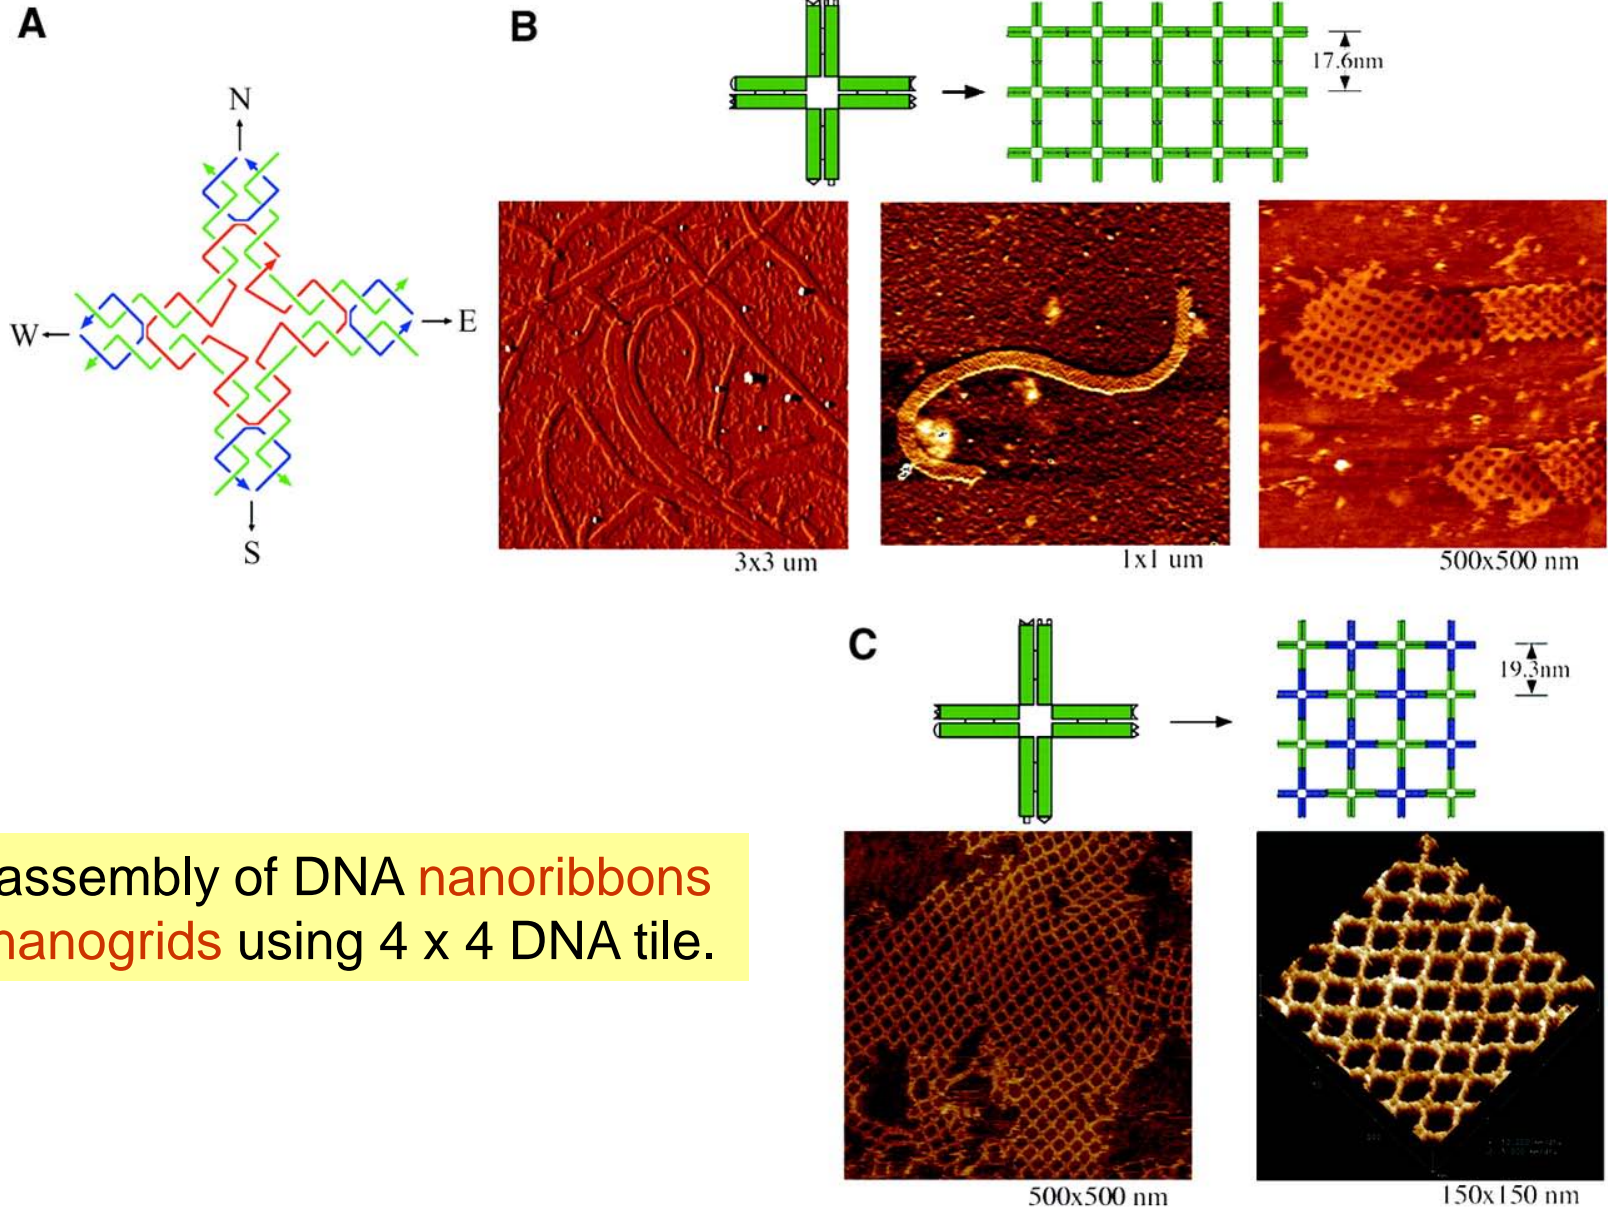 A
B
N
17.6nm
W
E
S
3x3 um
1x1 um
500x500 nm
C
19.3nm
assembly of DNA nanoribbons
nanogrids using 4 x 4 DNA tile.
500x500 nm
150x150 nm